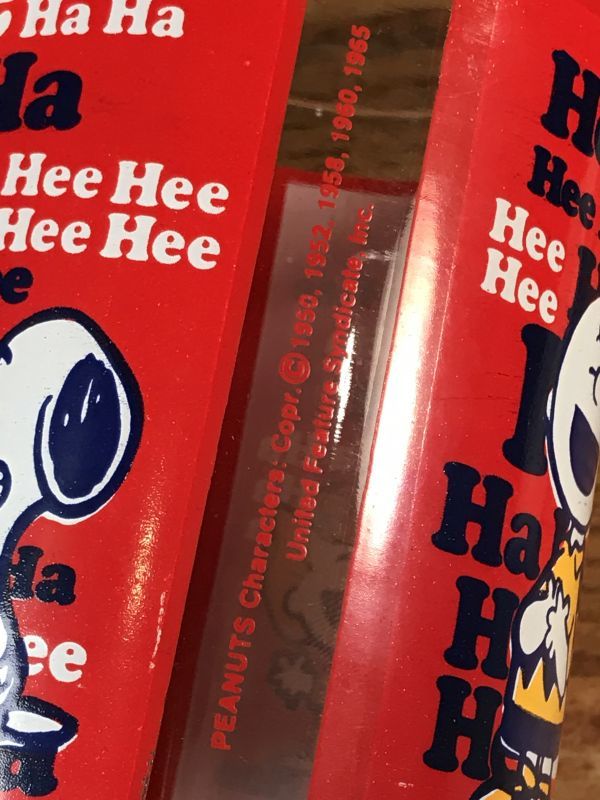 Ha Ha
Ha
Hee Hee
Hee Hee
Ha
ee
PEANUTS Characters: Copr. © 1950, 1952, 1958, 1960, 1965
United Feature Syndicate, Inc.
H
Hee
Hee
Hee
Ha
H
H